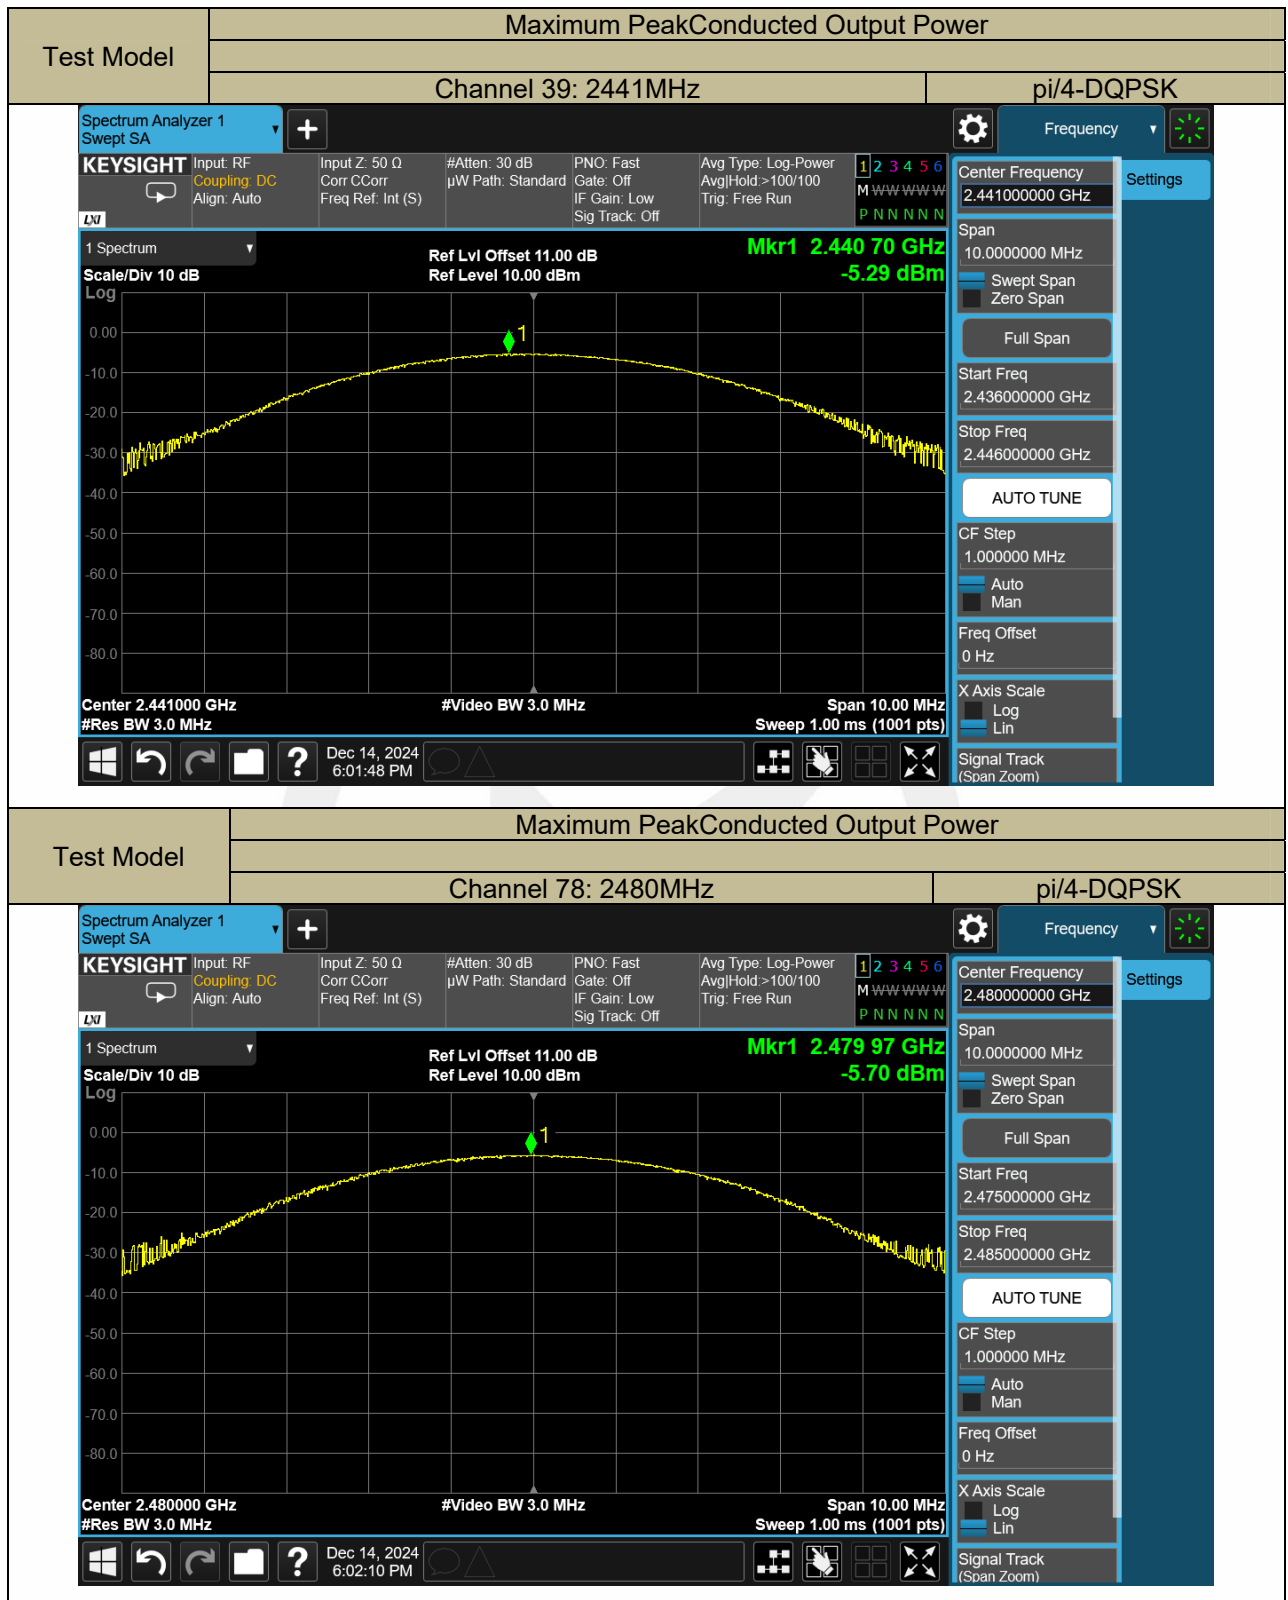 Test Model
Maximum PeakConducted Output Power
Channel 39: 2441MHz
pi/4-DQPSK
Spectrum Analyzer 1
Swept SA
Frequency
KEYSIGHT
LXI
Input: RF
Coupling: DC
Align: Auto
Input Z: 50 Ω
Corr CCorr
Freq Ref: Int (S)
#Atten: 30 dB
µW Path: Standard
PNO: Fast
Gate: Off
IF Gain: Low
Sig Track: Off
Avg Type: Log-Power
Avg|Hold:>100/100
Trig: Free Run
1 2 3 4 5 6
M W W W W W
P N N N N N
Center Frequency
2.441000000 GHz
Settings
Span
10.0000000 MHz
Swept Span
Zero Span
Full Span
Start Freq
2.436000000 GHz
Stop Freq
2.446000000 GHz
AUTO TUNE
CF Step
1.000000 MHz
Auto
Man
Freq Offset
0 Hz
X Axis Scale
Log
Lin
Signal Track
(Span Zoom)
1 Spectrum
Scale/Div 10 dB
Ref Lvl Offset 11.00 dB
Ref Level 10.00 dBm
Mkr1 2.440 70 GHz
-5.29 dBm
Log
1
0.00
-10.0
-20.0
-30.0
-40.0
-50.0
-60.0
-70.0
-80.0
Center 2.441000 GHz
#Video BW 3.0 MHz
Span 10.00 MHz
#Res BW 3.0 MHz
Sweep 1.00 ms (1001 pts)
Dec 14, 2024
6:01:48 PM
Test Model
Maximum PeakConducted Output Power
Channel 78: 2480MHz
pi/4-DQPSK
Spectrum Analyzer 1
Swept SA
Frequency
KEYSIGHT
LXI
Input: RF
Coupling: DC
Align: Auto
Input Z: 50 Ω
Corr CCorr
Freq Ref: Int (S)
#Atten: 30 dB
µW Path: Standard
PNO: Fast
Gate: Off
IF Gain: Low
Sig Track: Off
Avg Type: Log-Power
Avg|Hold:>100/100
Trig: Free Run
1 2 3 4 5 6
M W W W W W
P N N N N N
Center Frequency
2.480000000 GHz
Settings
Span
10.0000000 MHz
Swept Span
Zero Span
Full Span
Start Freq
2.475000000 GHz
Stop Freq
2.485000000 GHz
AUTO TUNE
CF Step
1.000000 MHz
Auto
Man
Freq Offset
0 Hz
X Axis Scale
Log
Lin
Signal Track
(Span Zoom)
1 Spectrum
Scale/Div 10 dB
Ref Lvl Offset 11.00 dB
Ref Level 10.00 dBm
Mkr1 2.479 97 GHz
-5.70 dBm
Log
1
0.00
-10.0
-20.0
-30.0
-40.0
-50.0
-60.0
-70.0
-80.0
Center 2.480000 GHz
#Video BW 3.0 MHz
Span 10.00 MHz
#Res BW 3.0 MHz
Sweep 1.00 ms (1001 pts)
Dec 14, 2024
6:02:10 PM